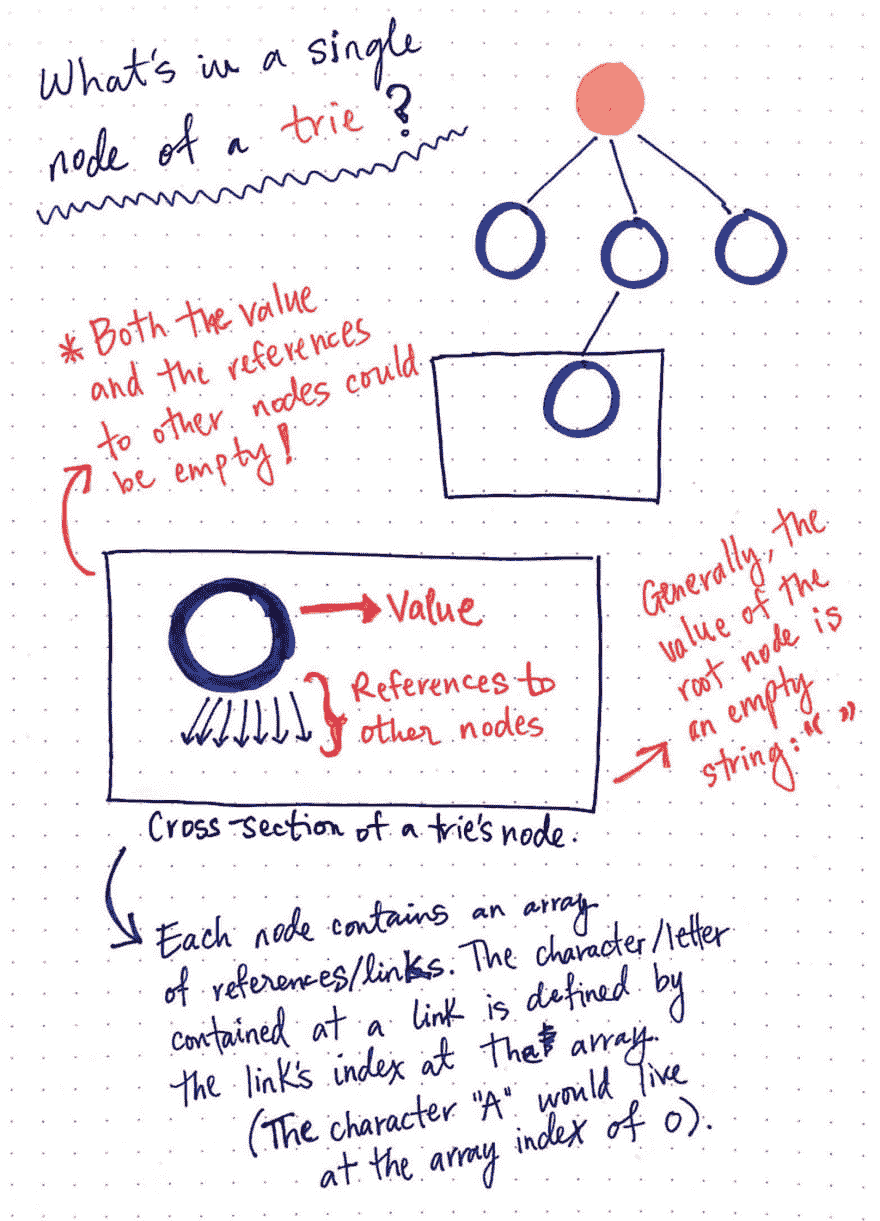 What's in a single
node of a trie?
* Both the value
and the references
to other nodes could
be empty!
Generally, the
value of the
root node is
an empty
string: “ ”
Value
References to
other nodes
Cross-section of a trie's node.
Each node contains an array
of references/links. The character/letter
contained at a link is defined by
the link's index at that array.
(The character "A" would live
at the array index of 0).